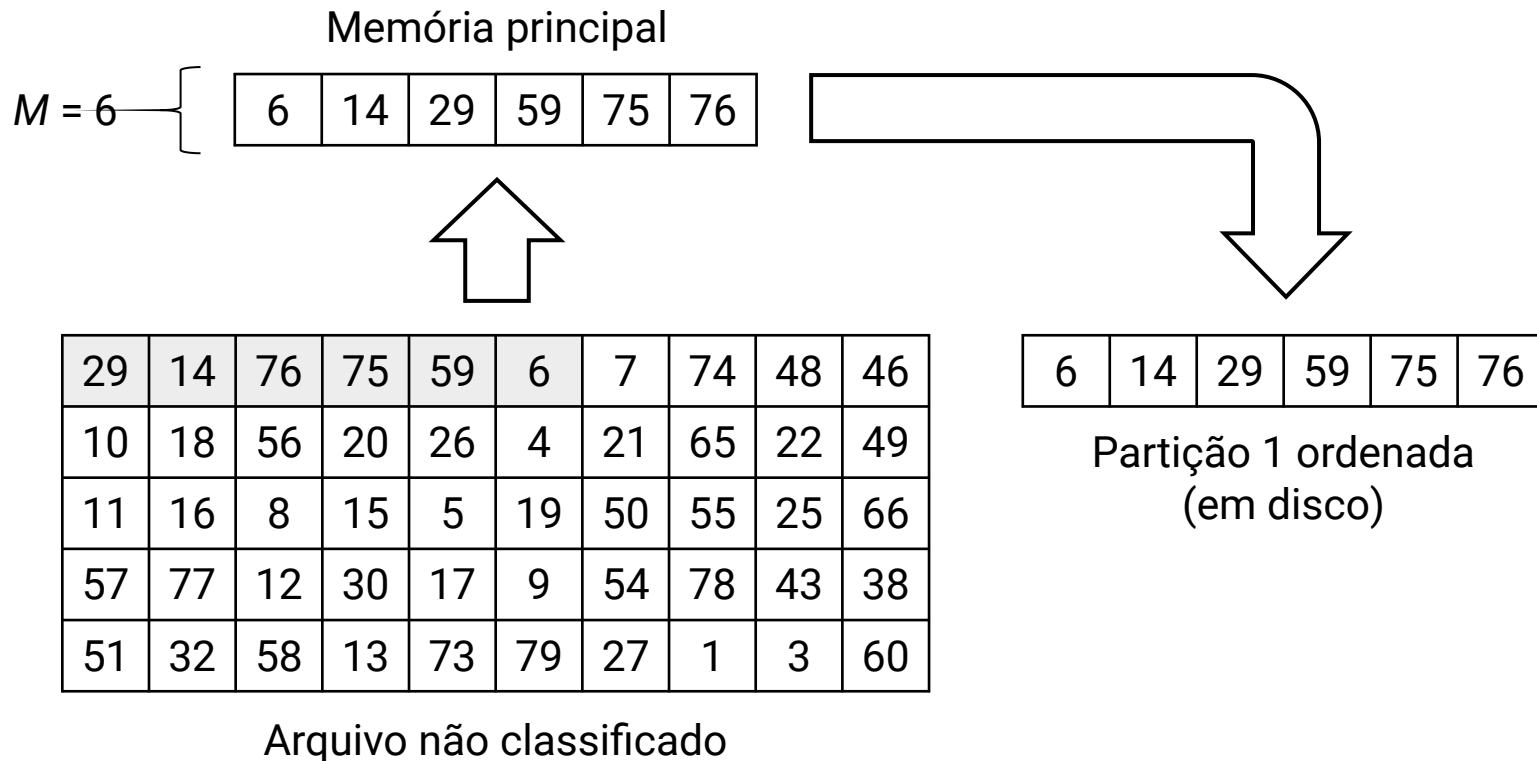 Memória principal
M = 6
6 14 29 59 75 76
29 14 76 75 59 6 7 74 48 46
10 18 56 20 26 4 21 65 22 49
11 16 8 15 5 19 50 55 25 66
57 77 12 30 17 9 54 78 43 38
51 32 58 13 73 79 27 1 3 60
Arquivo não classificado
6 14 29 59 75 76
Partição 1 ordenada
(em disco)